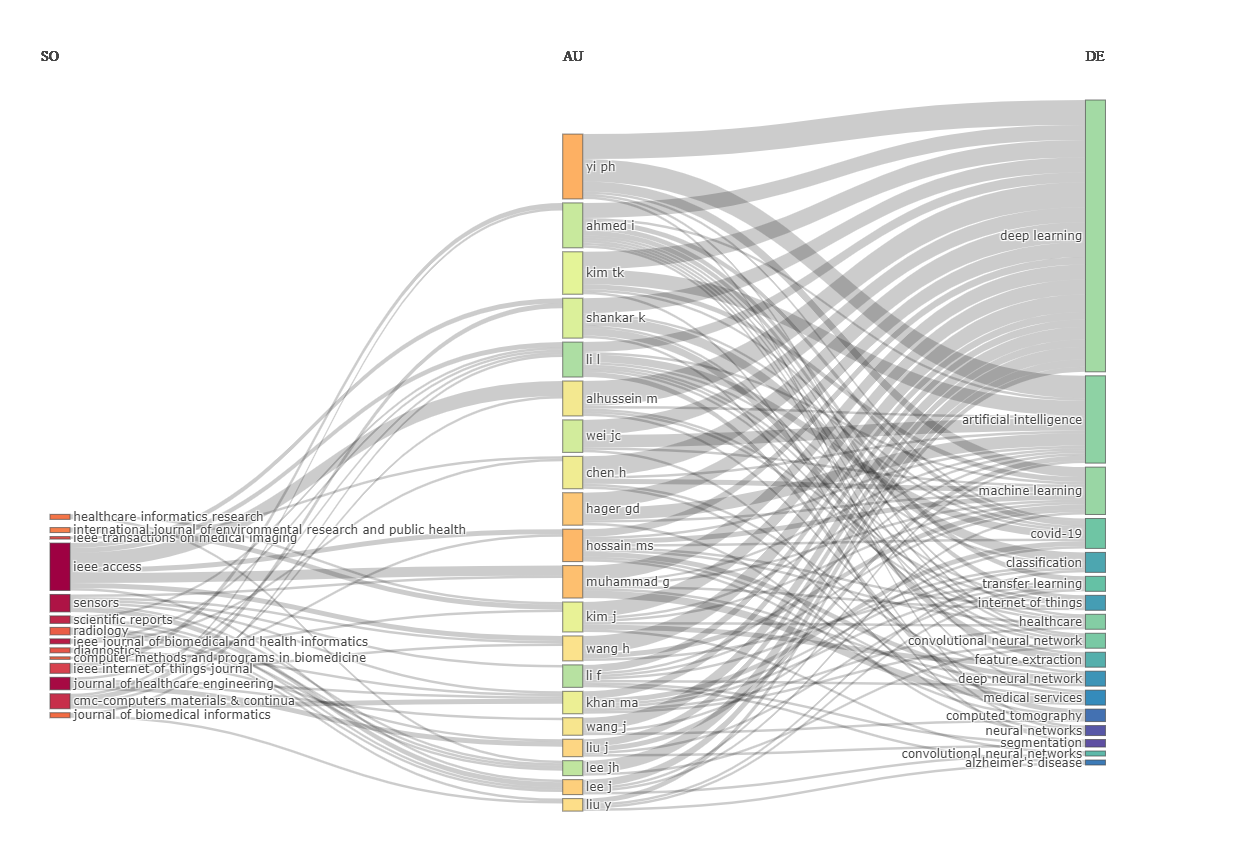 SO
AU
DE
healthcare informatics research
international journal of environmental research and public health
ieee transactions on medical imaging
ieee access
sensors
scientific reports
radiology
ieee journal of biomedical and health informatics
diagnostics
computer methods and programs in biomedicine
ieee internet of things journal
journal of healthcare engineering
cmc-computers materials & continua
journal of biomedical informatics
yi ph
ahmed i
kim tk
shankar k
li l
alhussein m
wei jc
chen h
hager gd
hossain ms
muhammad g
kim j
wang h
li f
khan ma
wang j
liu j
lee jh
lee j
liu y
deep learning
artificial intelligence
machine learning
covid-19
classification
transfer learning
internet of things
healthcare
convolutional neural network
feature extraction
deep neural network
medical services
computed tomography
neural networks
segmentation
convolutional neural networks
alzheimer's disease